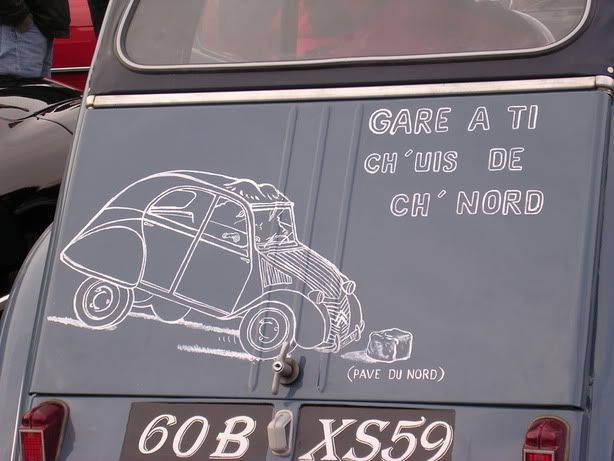 GARE A TI
CH'UIS DE
CH' NORD
(PAVE DU NORD)
60B XS59